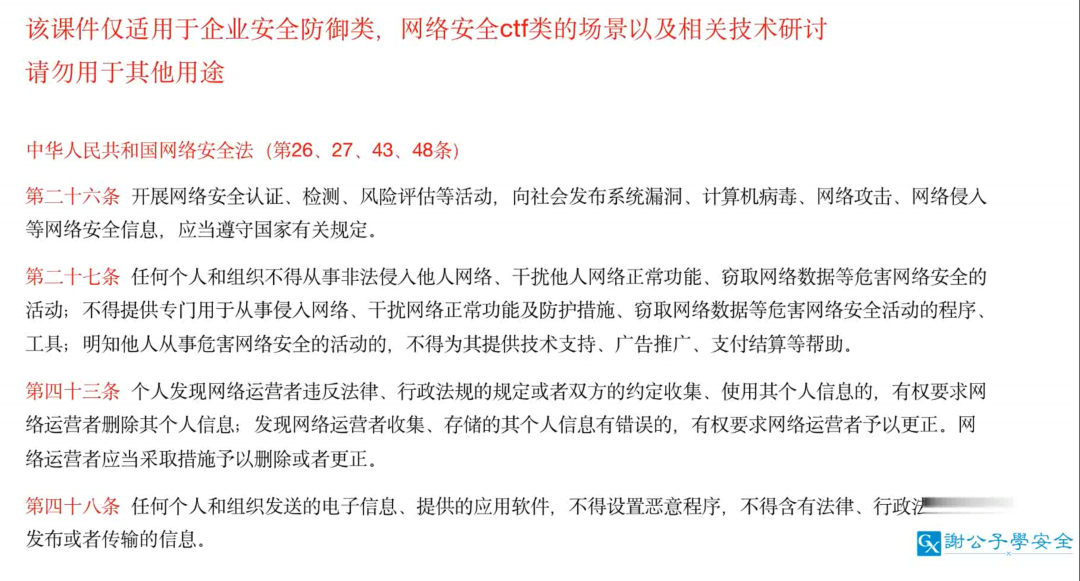 该课件仅适用于企业安全防御类，网络安全ctf类的场景以及相关技术研讨
请勿用于其他用途
中华人民共和国网络安全法（第26、27、43、48条）
第二十六条 开展网络安全认证、检测、风险评估等活动，向社会发布系统漏洞、计算机病毒、网络攻击、网络侵入
等网络安全信息，应当遵守国家有关规定。
第二十七条 任何个人和组织不得从事非法侵入他人网络、干扰他人网络正常功能、窃取网络数据等危害网络安全的
活动；不得提供专门用于从事侵入网络、干扰网络正常功能及防护措施、窃取网络数据等危害网络安全活动的程序、
工具；明知他人从事危害网络安全的活动的，不得为其提供技术支持、广告推广、支付结算等帮助。
第四十三条 个人发现网络运营者违反法律、行政法规的规定或者双方的约定收集、使用其个人信息的，有权要求网
络运营者删除其个人信息；发现网络运营者收集、存储的其个人信息有错误的，有权要求网络运营者予以更正。网
络运营者应当采取措施予以删除或者更正。
第四十八条 任何个人和组织发送的电子信息、提供的应用软件，不得设置恶意程序，不得含有法律、行政
发布或者传输的信息。
GX 謝公子學安全